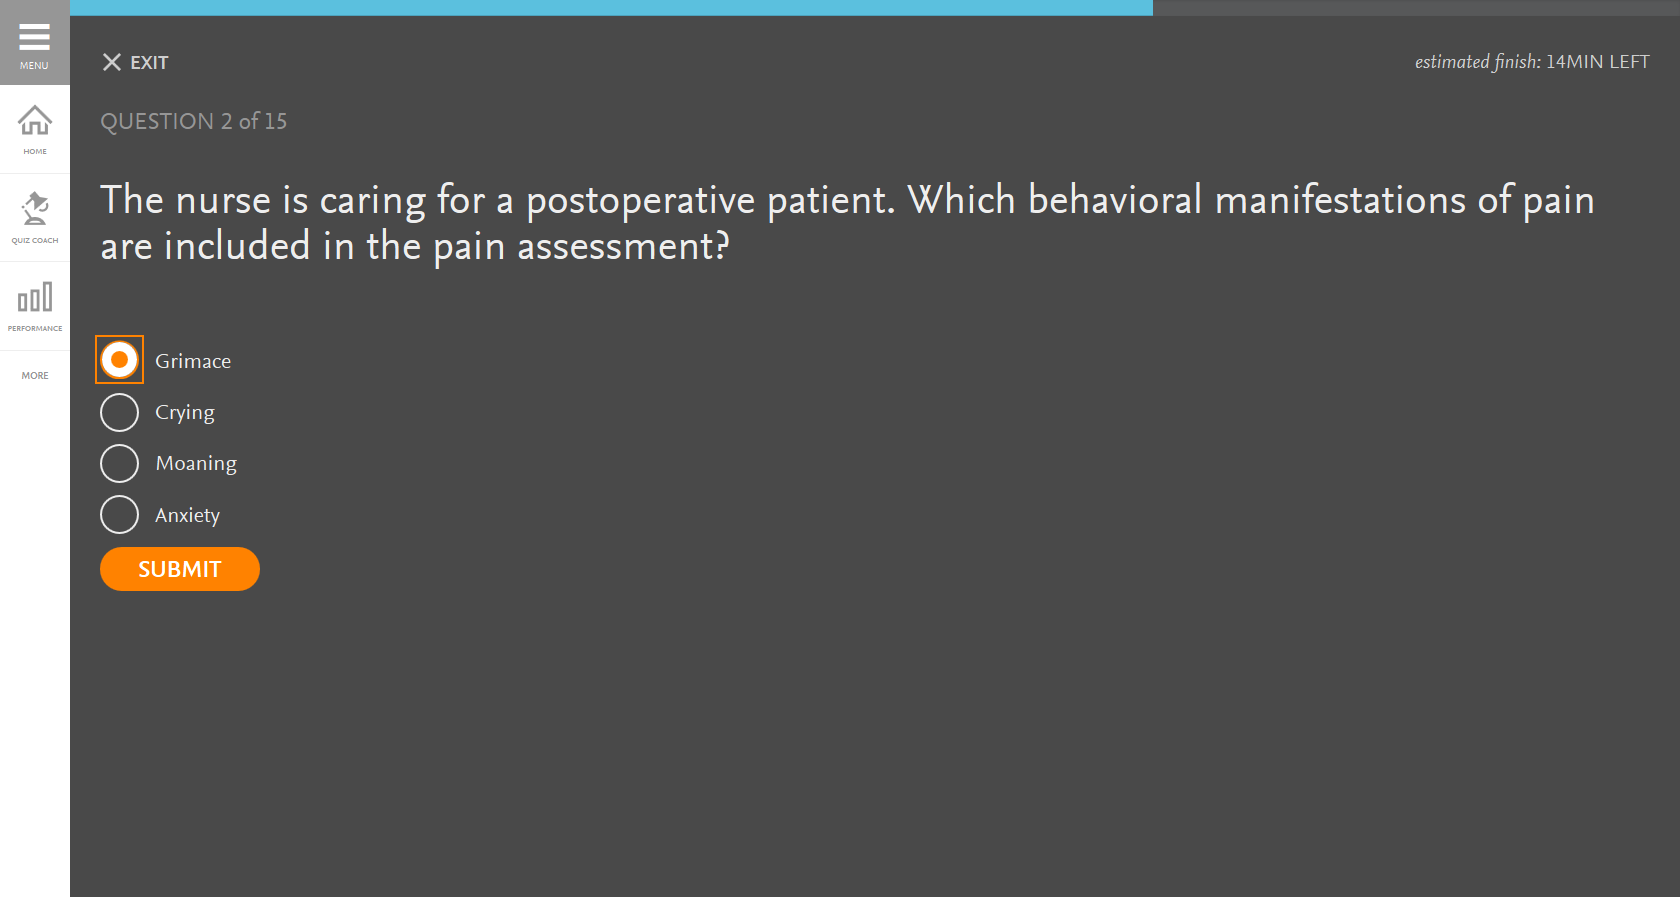 MENU
HOME
QUIZ COACH
PERFORMANCE
MORE
EXIT
estimated finish: 14MIN LEFT
QUESTION 2 of 15
The nurse is caring for a postoperative patient. Which behavioral manifestations of pain
are included in the pain assessment?
Grimace
Crying
Moaning
Anxiety
SUBMIT